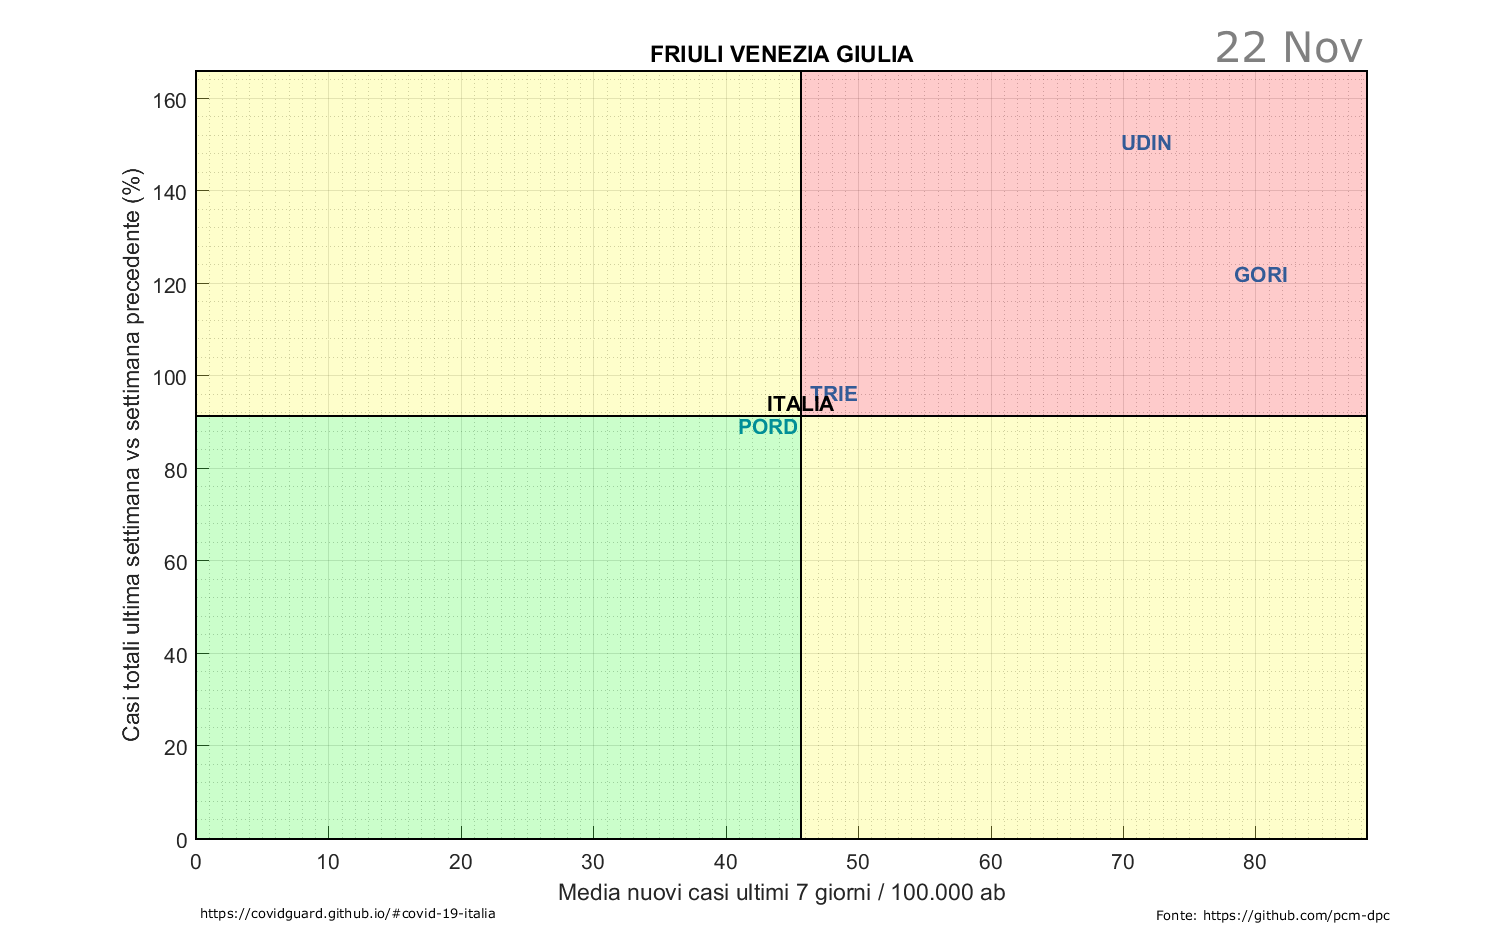 22 Nov
FRIULI VENEZIA GIULIA
Casi totali ultima settimana vs settimana precedente (%)
160
140
120
100
80
60
40
20
0
UDIN
GORI
TRIE
ITALIA
PORD
0 10 20 30 40 50 60 70 80
Media nuovi casi ultimi 7 giorni / 100.000 ab
https://covidguard.github.io/#covid-19-italia
Fonte: https://github.com/pcm-dpc